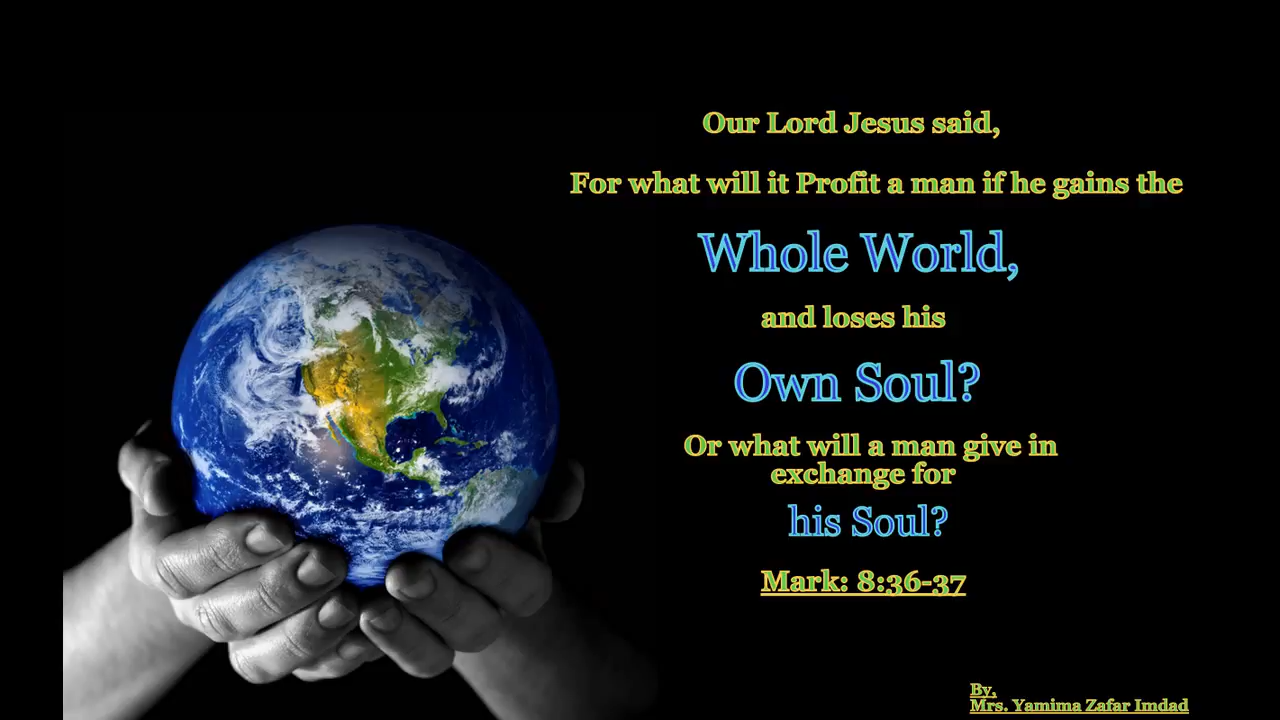 Our Lord Jesus said,
For what will it Profit a man if he gains the
Whole World,
and loses his
Own Soul?
Or what will a man give in
exchange for
his Soul?
Mark: 8:36-37
By,
Mrs. Yamima Zafar Imdad